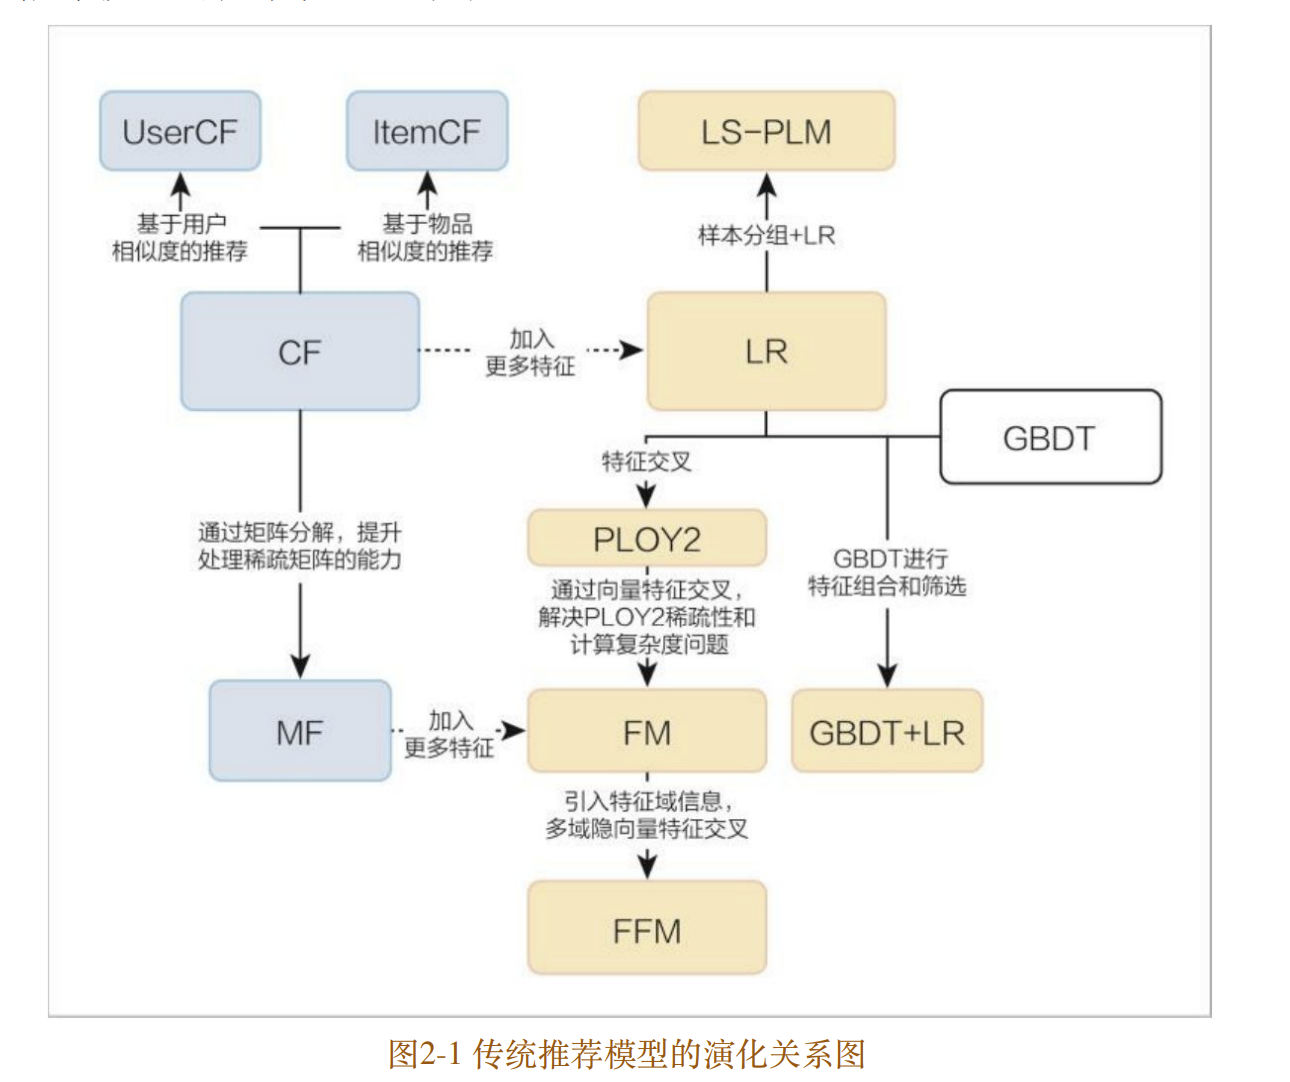 UserCF
ItemCF
LS-PLM
基于用户
相似度的推荐
基于物品
相似度的推荐
样本分组+LR
CF
加入
更多特征
LR
GBDT
特征交叉
PLOY2
通过矩阵分解，提升
处理稀疏矩阵的能力
GBDT进行
特征组合和筛选
通过向量特征交叉，
解决PLOY2稀疏性和
计算复杂度问题
MF
加入
更多特征
FM
GBDT+LR
引入特征域信息，
多域隐向量特征交叉
FFM
图2-1 传统推荐模型的演化关系图